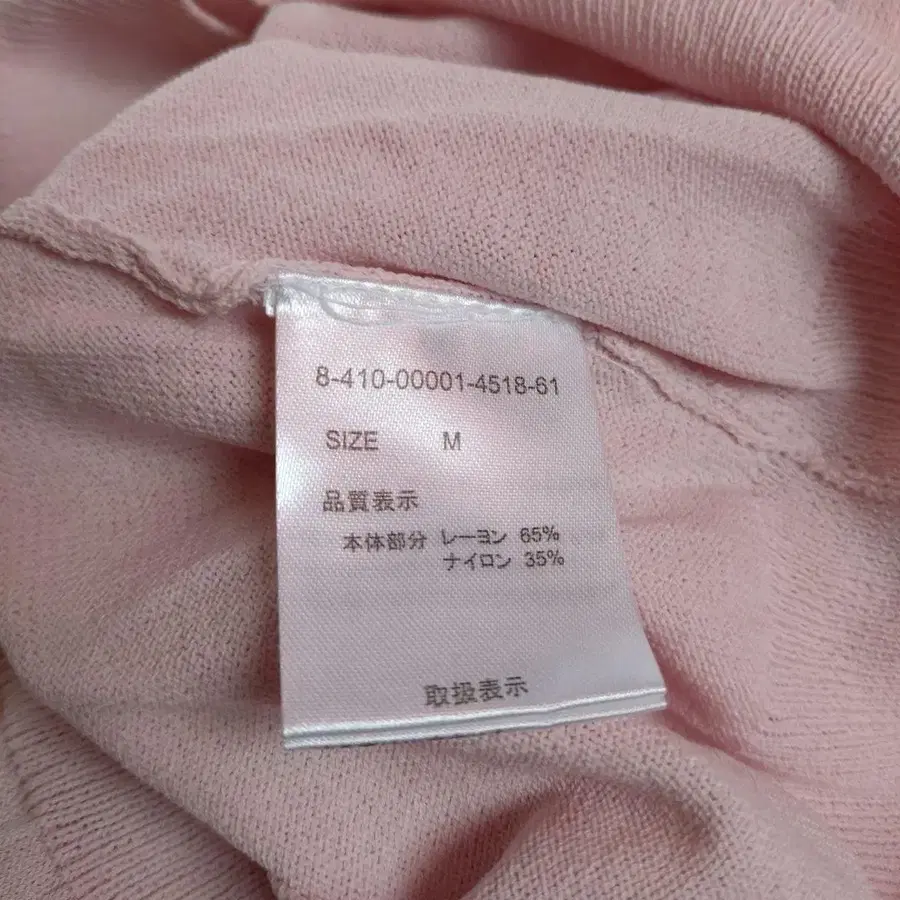 8-410-00001-4518-61
SIZE M
品質表示
本体部分 レーヨン 65%
ナイロン 35%
取扱表示